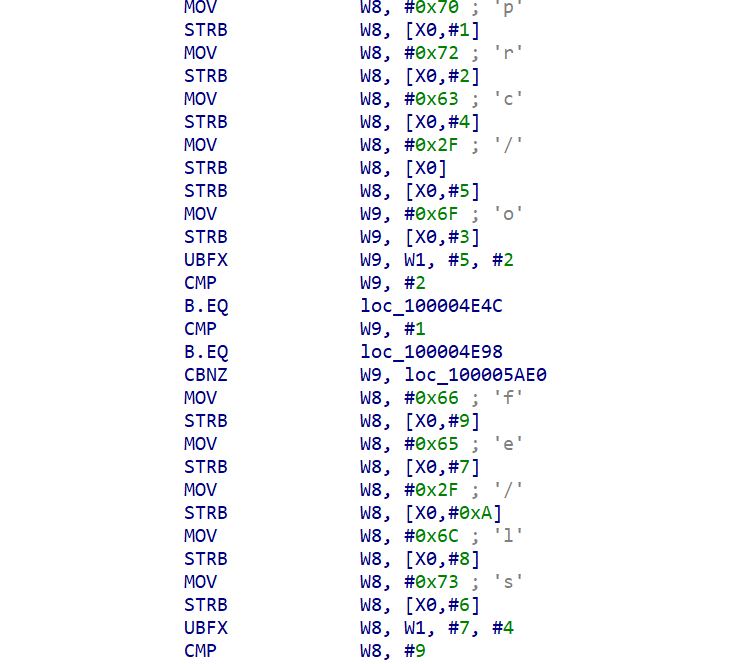 MOV W8, #0x70 ; 'p'
STRB W8, [X0,#1]
MOV W8, #0x72 ; 'r'
STRB W8, [X0,#2]
MOV W8, #0x63 ; 'c'
STRB W8, [X0,#4]
MOV W8, #0x2F ; '/'
STRB W8, [X0]
STRB W8, [X0,#5]
MOV W9, #0x6F ; 'o'
STRB W9, [X0,#3]
UBFX W9, W1, #5, #2
CMP W9, #2
B.EQ loc_100004E4C
CMP W9, #1
B.EQ loc_100004E98
CBNZ W9, loc_100005AE0
MOV W8, #0x66 ; 'f'
STRB W8, [X0,#9]
MOV W8, #0x65 ; 'e'
STRB W8, [X0,#7]
MOV W8, #0x2F ; '/'
STRB W8, [X0,#0xA]
MOV W8, #0x6C ; 'l'
STRB W8, [X0,#8]
MOV W8, #0x73 ; 's'
STRB W8, [X0,#6]
UBFX W8, W1, #7, #4
CMP W8, #9